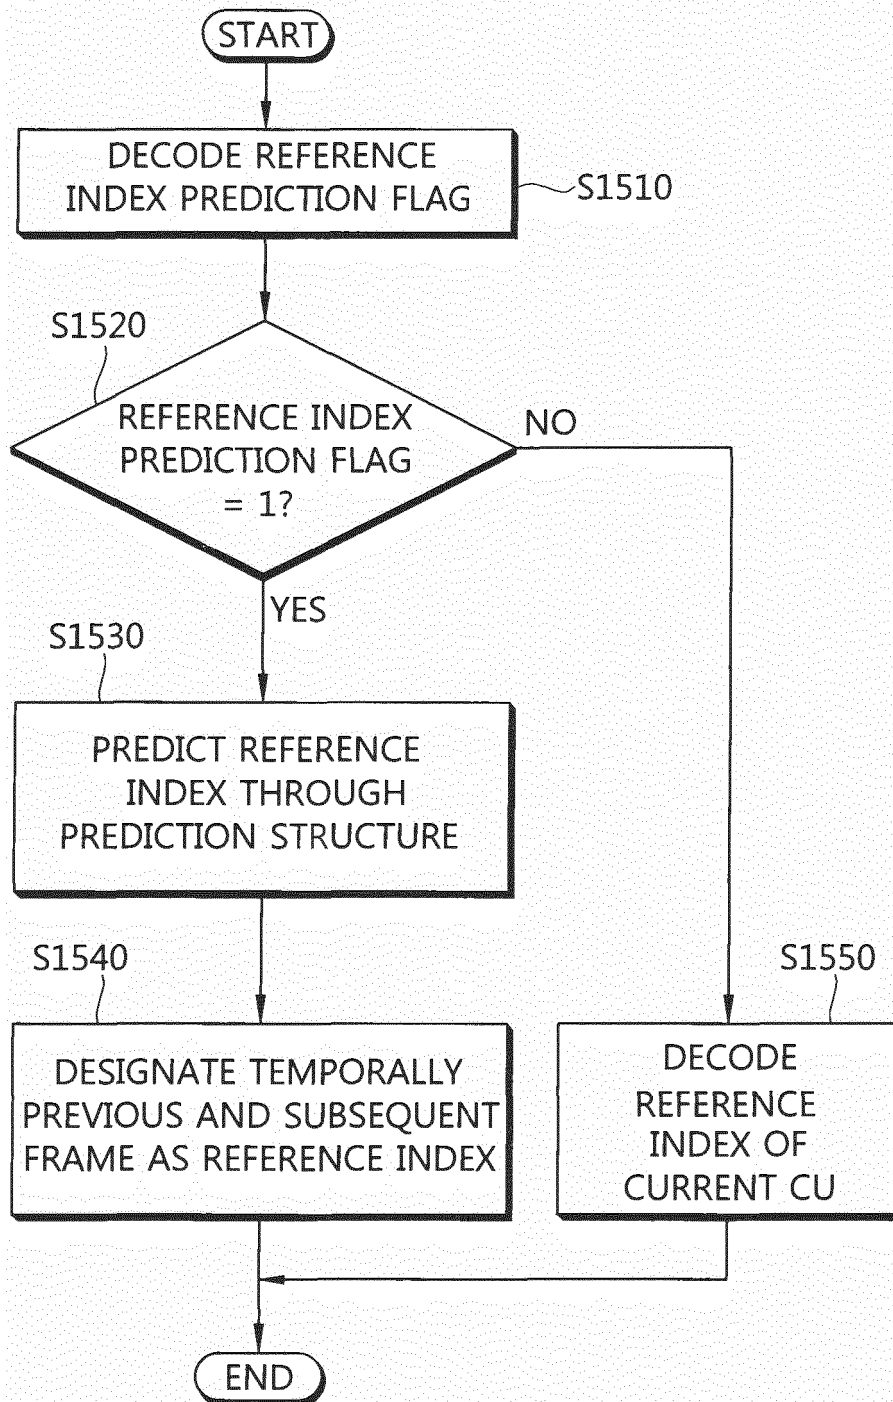 START
DECODE REFERENCE
INDEX PREDICTION FLAG
S1510
S1520
REFERENCE INDEX
PREDICTION FLAG
= 1?
NO
YES
S1530
PREDICT REFERENCE
INDEX THROUGH
PREDICTION STRUCTURE
S1540
DESIGNATE TEMPORALLY
PREVIOUS AND SUBSEQUENT
FRAME AS REFERENCE INDEX
S1550
DECODE
REFERENCE
INDEX OF
CURRENT CU
END